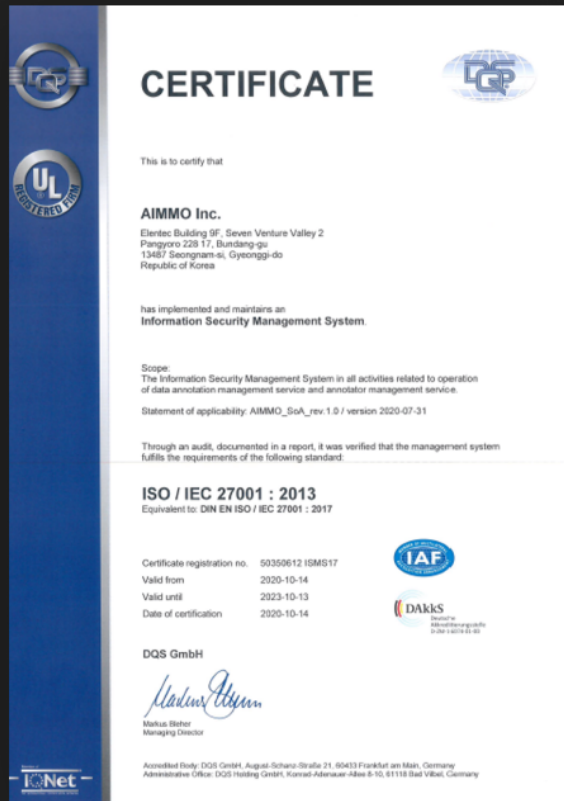 DQS
CERTIFICATE
DQS
UL
®
REGISTERED FIRM
This is to certify that
AIMMO Inc.
Elentec Building 9F, Seven Venture Valley 2
Pangyoro 228 17, Bundang-gu
13487 Seongnam-si, Gyeonggi-do
Republic of Korea
has implemented and maintains an
Information Security Management System.
Scope:
The Information Security Management System in all activities related to operation
of data annotation management service and annotator management service.
Statement of applicability: AIMMO_SoA_rev.1.0 / version 2020-07-31
Through an audit, documented in a report, it was verified that the management system
fulfills the requirements of the following standard:
ISO / IEC 27001 : 2013
Equivalent to: DIN EN ISO / IEC 27001 : 2017
Certificate registration no. 50350612 ISMS17
Valid from 2020-10-14
Valid until 2023-10-13
Date of certification 2020-10-14
IAF
DAkkS
Deutsche
Akkreditierungsstelle
DQS GmbH
Markus Bleher
Managing Director
IQNet
Accredited Body: DQS GmbH, August-Schanz-Straße 21, 60433 Frankfurt am Main, Germany
Administrative Office: DQS Holding GmbH, Konrad-Adenauer-Allee 8-10, 61118 Bad Vilbel, Germany